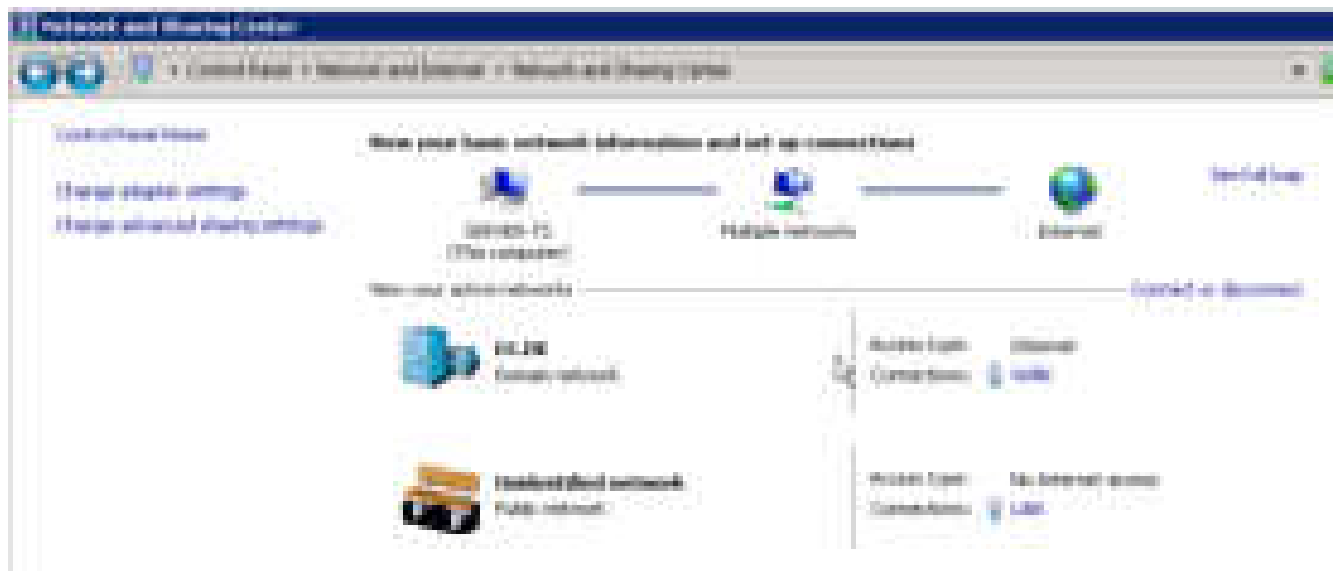 Network and Sharing Center
Control Panel Network and Internet Network and Sharing Center
Control Panel Home
View your basic network information and set up connections
Change adapter settings
See full map
Change advanced sharing settings
Multiple networks
Internet
(This computer)
View your active networks
Connect or disconnect
Access type: Internet
Domain network
Connections:
Unidentified network
Access type: No Internet access
Public network
Connections: LAN